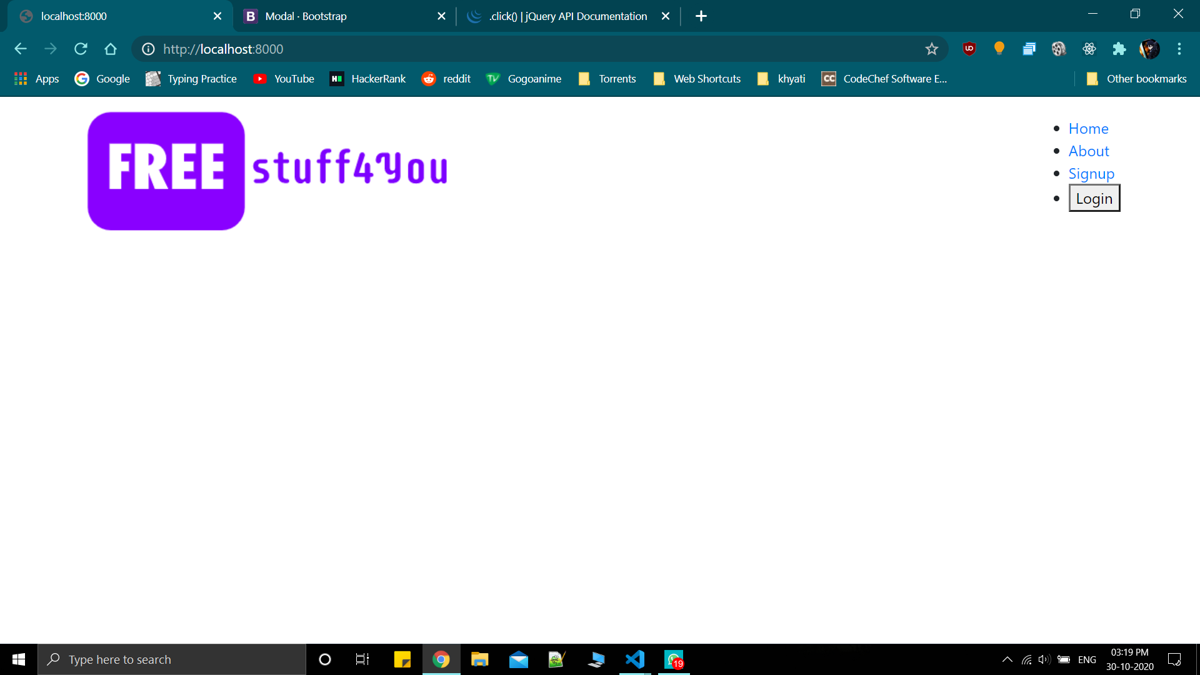 localhost:8000 Modal · Bootstrap .click() | jQuery API Documentation
http://localhost:8000
Apps Google Typing Practice YouTube HackerRank reddit Gogoanime Torrents Web Shortcuts khyati CodeChef Software E... Other bookmarks
FREE stuff4You
Home
About
Signup
Login
Type here to search
19
ENG
03:19 PM
30-10-2020